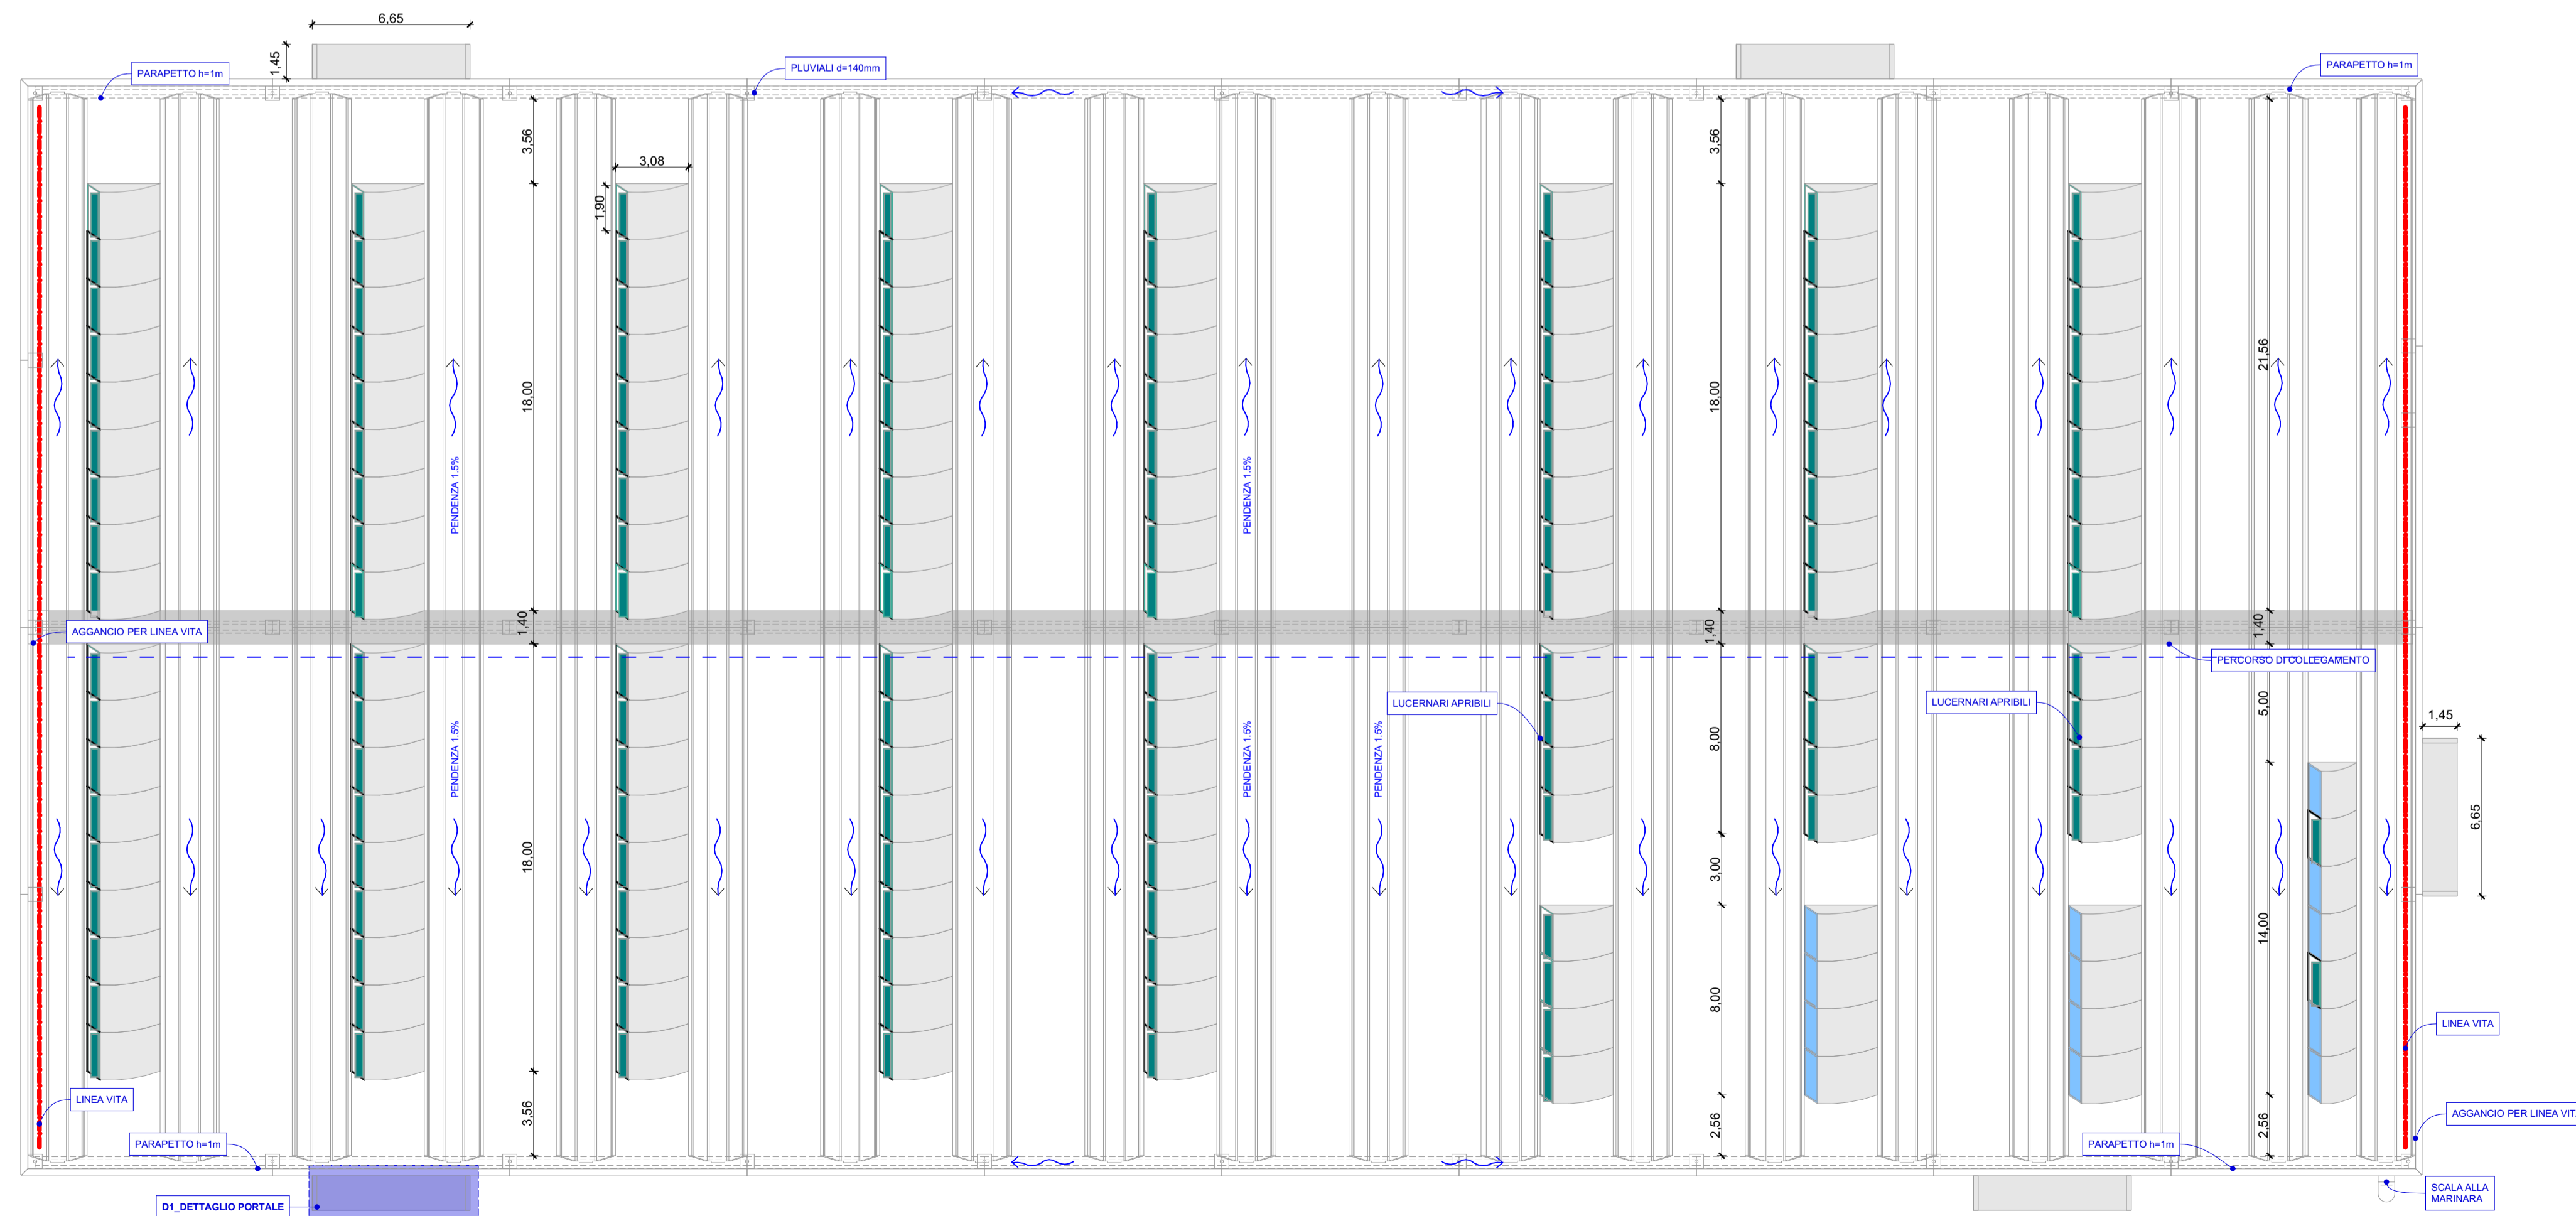 6,65
1,45
PARAPETTO h=1m
PLUVIALI d=140mm
PARAPETTO h=1m
3,56
3,56
3,08
1,90
18,00
18,00
21,56
PENDENZA 1.5%
PENDENZA 1.5%
1,40
1,40
1,40
AGGANCIO PER LINEA VITA
PERCORSO DI COLLEGAMENTO
LUCERNARI APRIBILI
LUCERNARI APRIBILI
5,00
1,45
PENDENZA 1.5%
PENDENZA 1.5%
PENDENZA 1.5%
8,00
6,65
18,00
3,00
14,00
8,00
LINEA VITA
LINEA VITA
3,56
2,56
2,56
AGGANCIO PER LINEA VIT
PARAPETTO h=1m
PARAPETTO h=1m
D1_DETTAGLIO PORTALE
SCALA ALLA
MARINARA